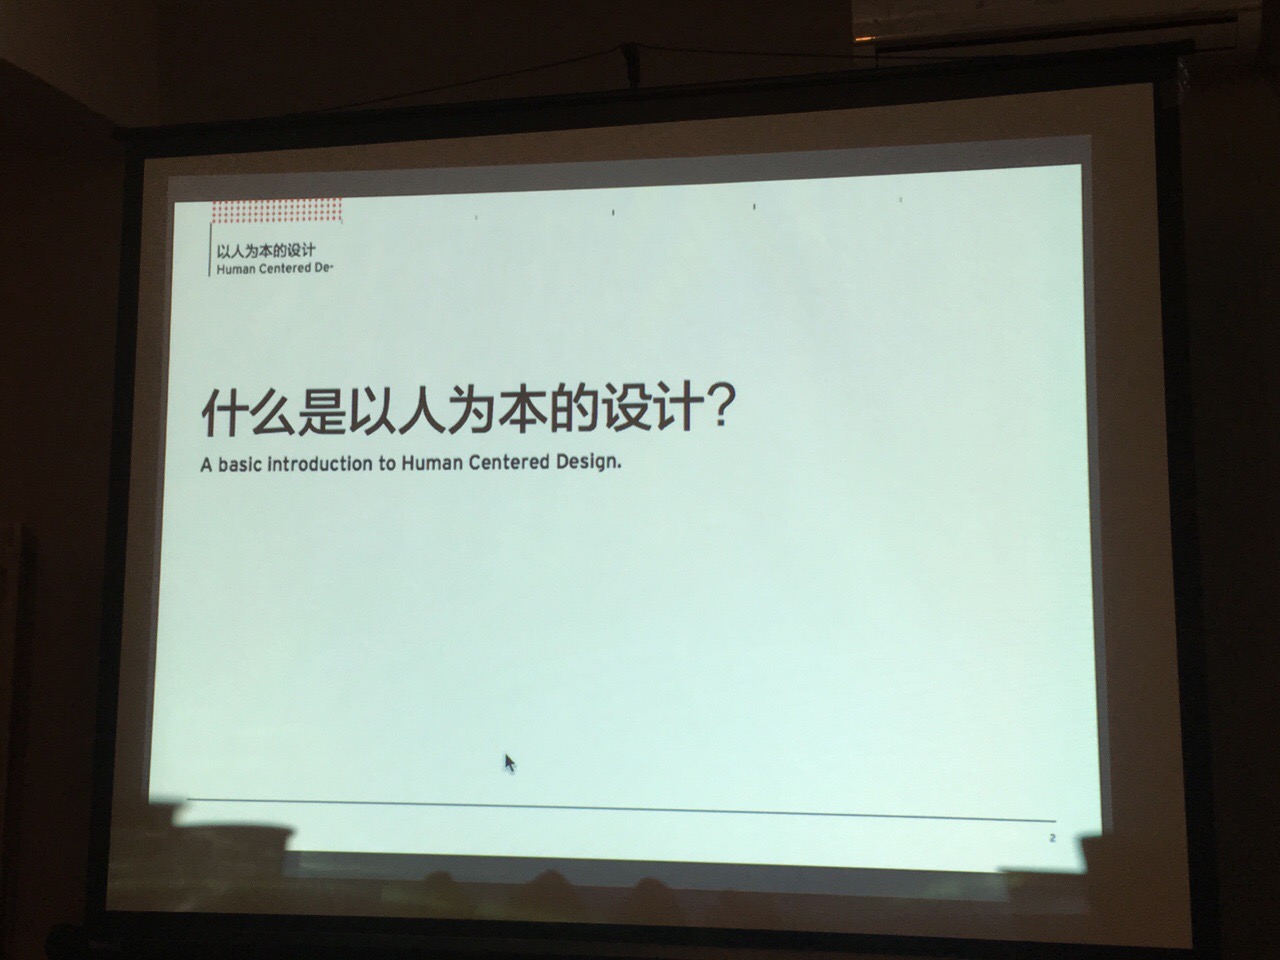 以人为本的设计
Human Centered De-
什么是以人为本的设计?
A basic introduction to Human Centered Design.
2